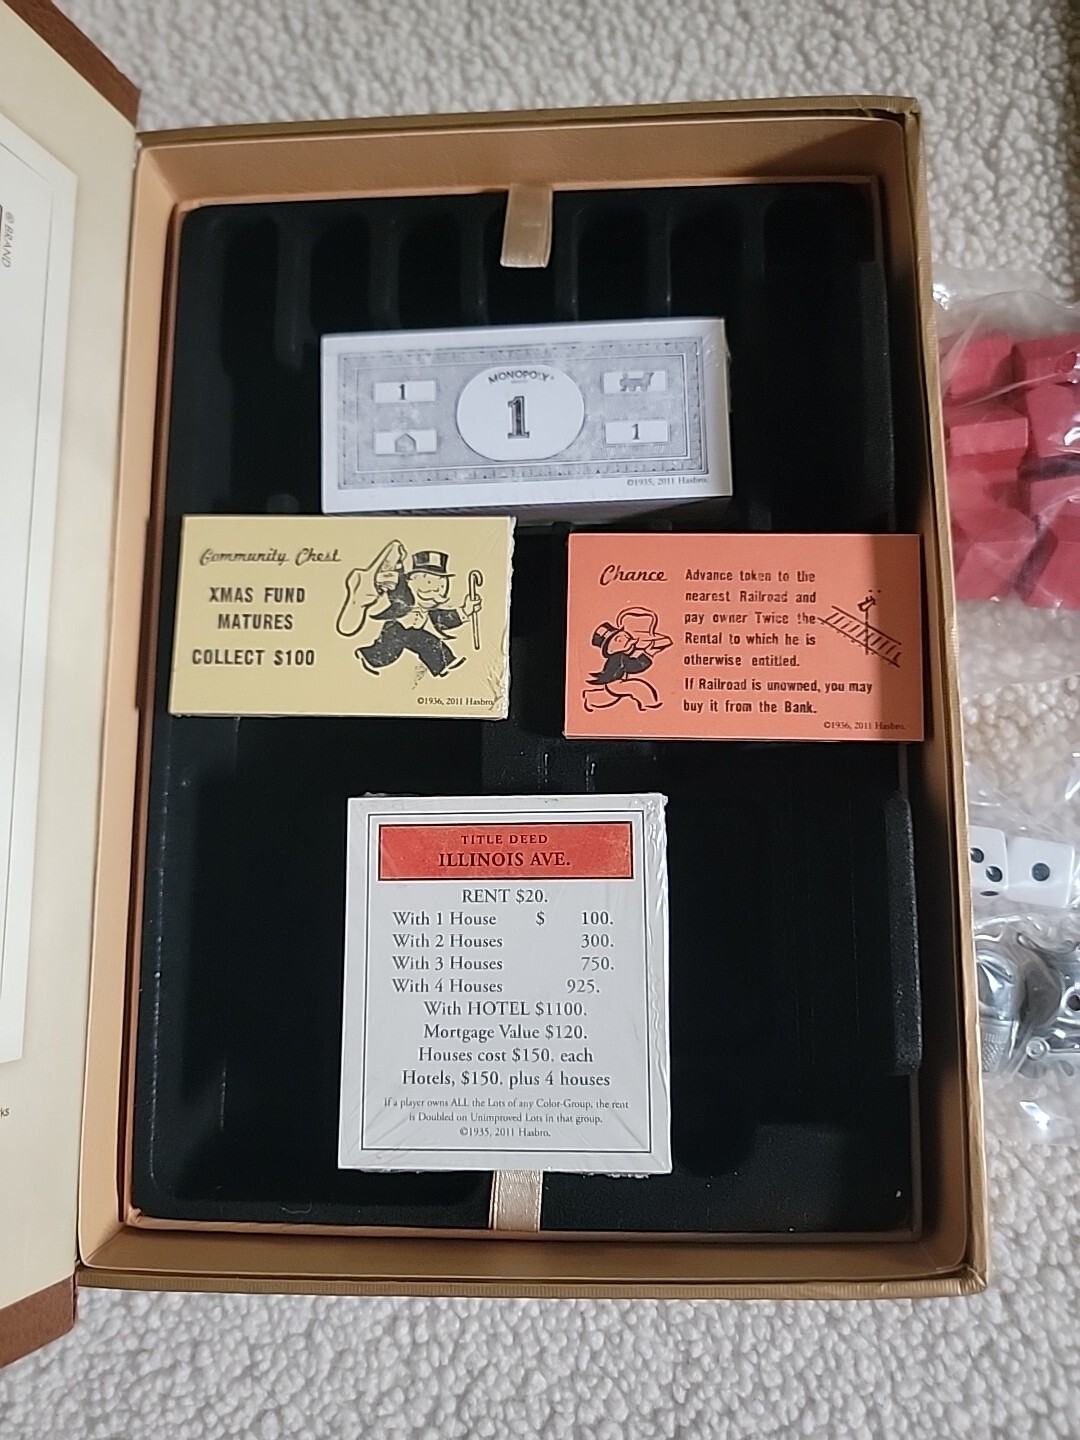 ® BRAND
1
MONOPOLY
1
1
©1935, 2011 Hasbro.
Community Chest
XMAS FUND
MATURES
COLLECT $100
©1936, 2011 Hasbro.
Chance
Advance token to the
nearest Railroad and
pay owner Twice the
Rental to which he is
otherwise entitled.
If Railroad is unowned, you may
buy it from the Bank.
©1936, 2011 Hasbro.
TITLE DEED
ILLINOIS AVE.
RENT $20.
With 1 House $ 100.
With 2 Houses 300.
With 3 Houses 750.
With 4 Houses 925.
With HOTEL $1100.
Mortgage Value $120.
Houses cost $150. each
Hotels, $150. plus 4 houses
If a player owns ALL the Lots of any Color-Group, the rent
is Doubled on Unimproved Lots in that group.
©1935, 2011 Hasbro.